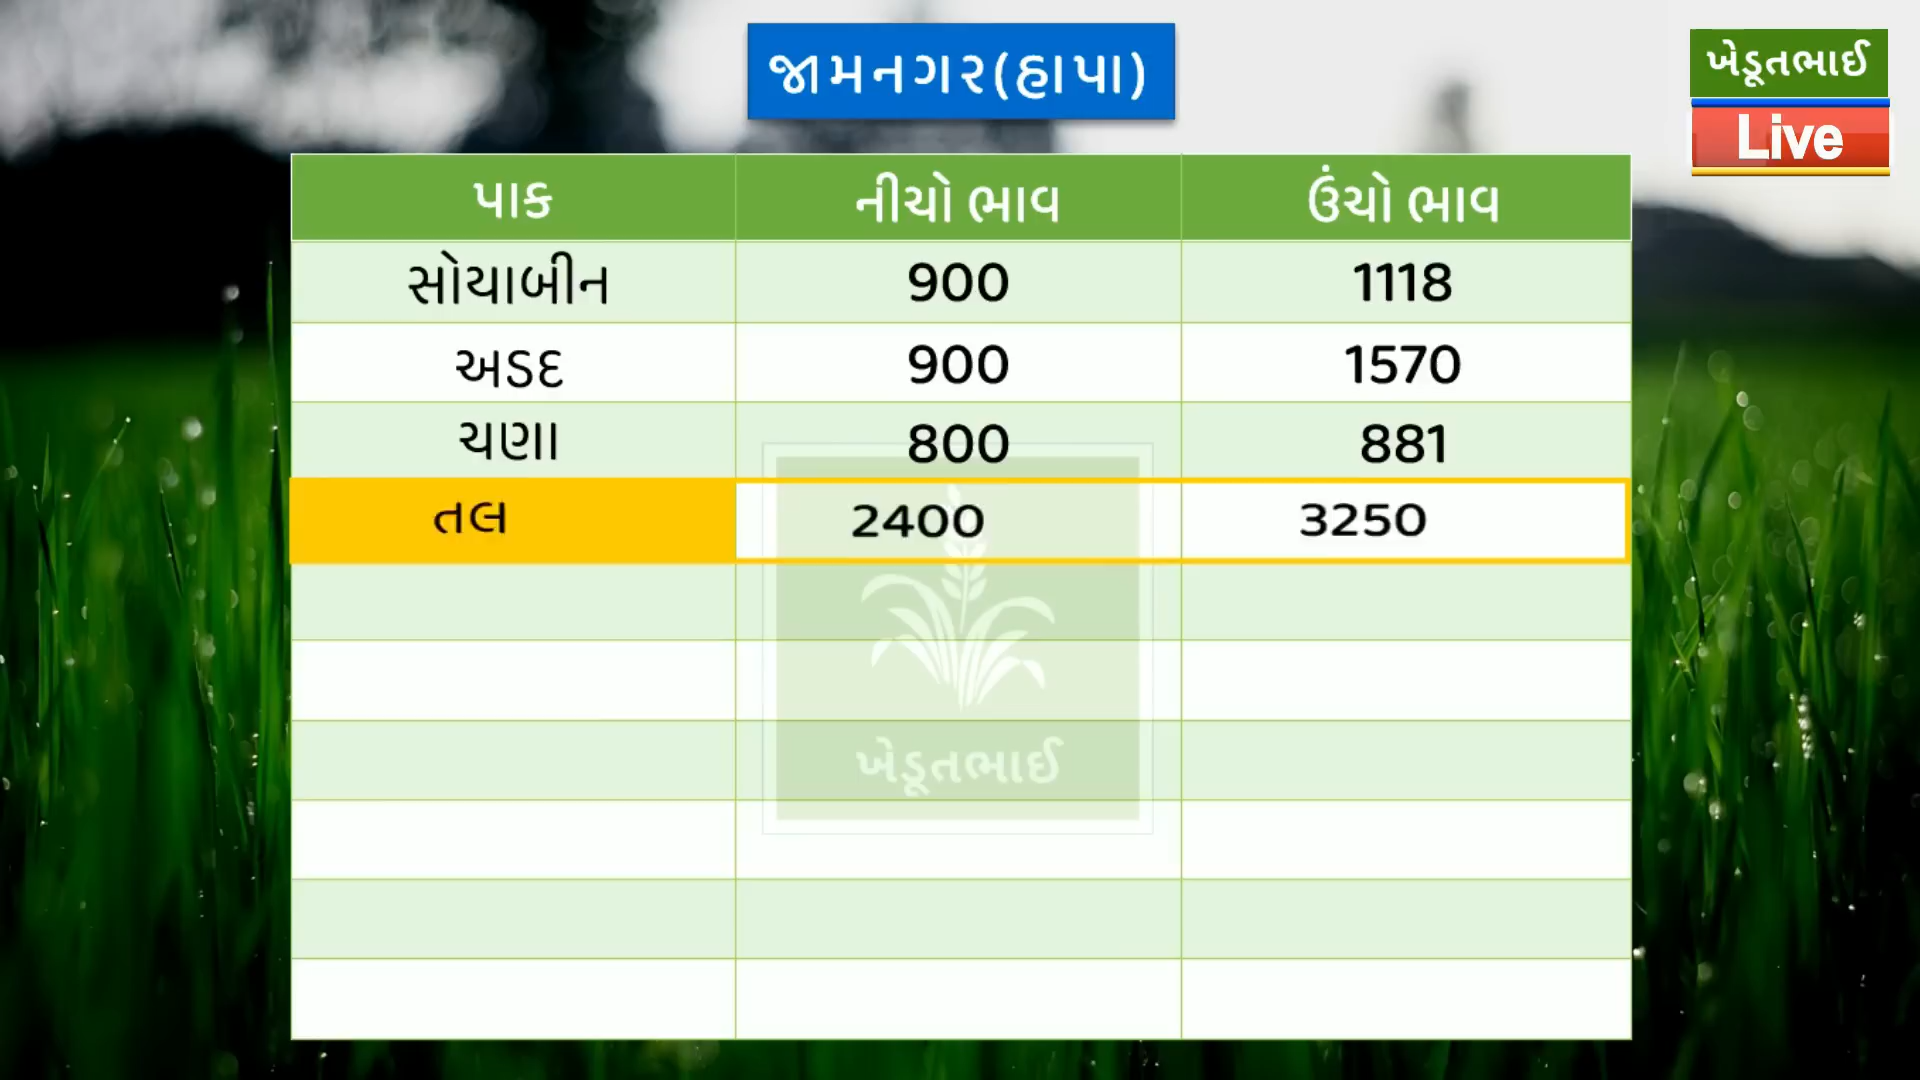 જામનગર(હાપા)
ખેડૂતભાઈ
Live
પાક નીચો ભાવ ઉંચો ભાવ
સોયાબીન 900 1118
અડદ 900 1570
ચણા 800 881
તલ 2400 3250
ખેડૂતભાઈ